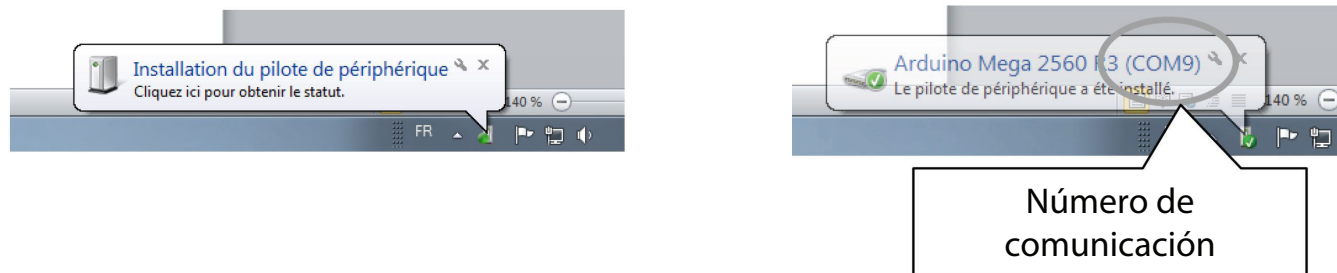 Installation du pilote de périphérique
Cliquez ici pour obtenir le statut.
140 %
FR
Arduino Mega 2560 R3 (COM9)
Le pilote de périphérique a été installé.
140 %
Número de
comunicación